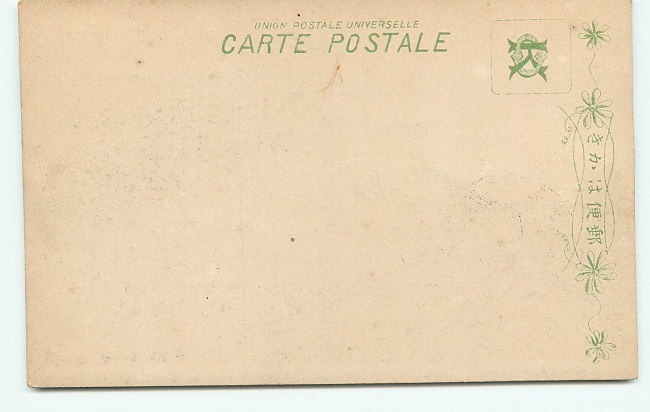 UNION POSTALE UNIVERSELLE
CARTE POSTALE
郵便はかき